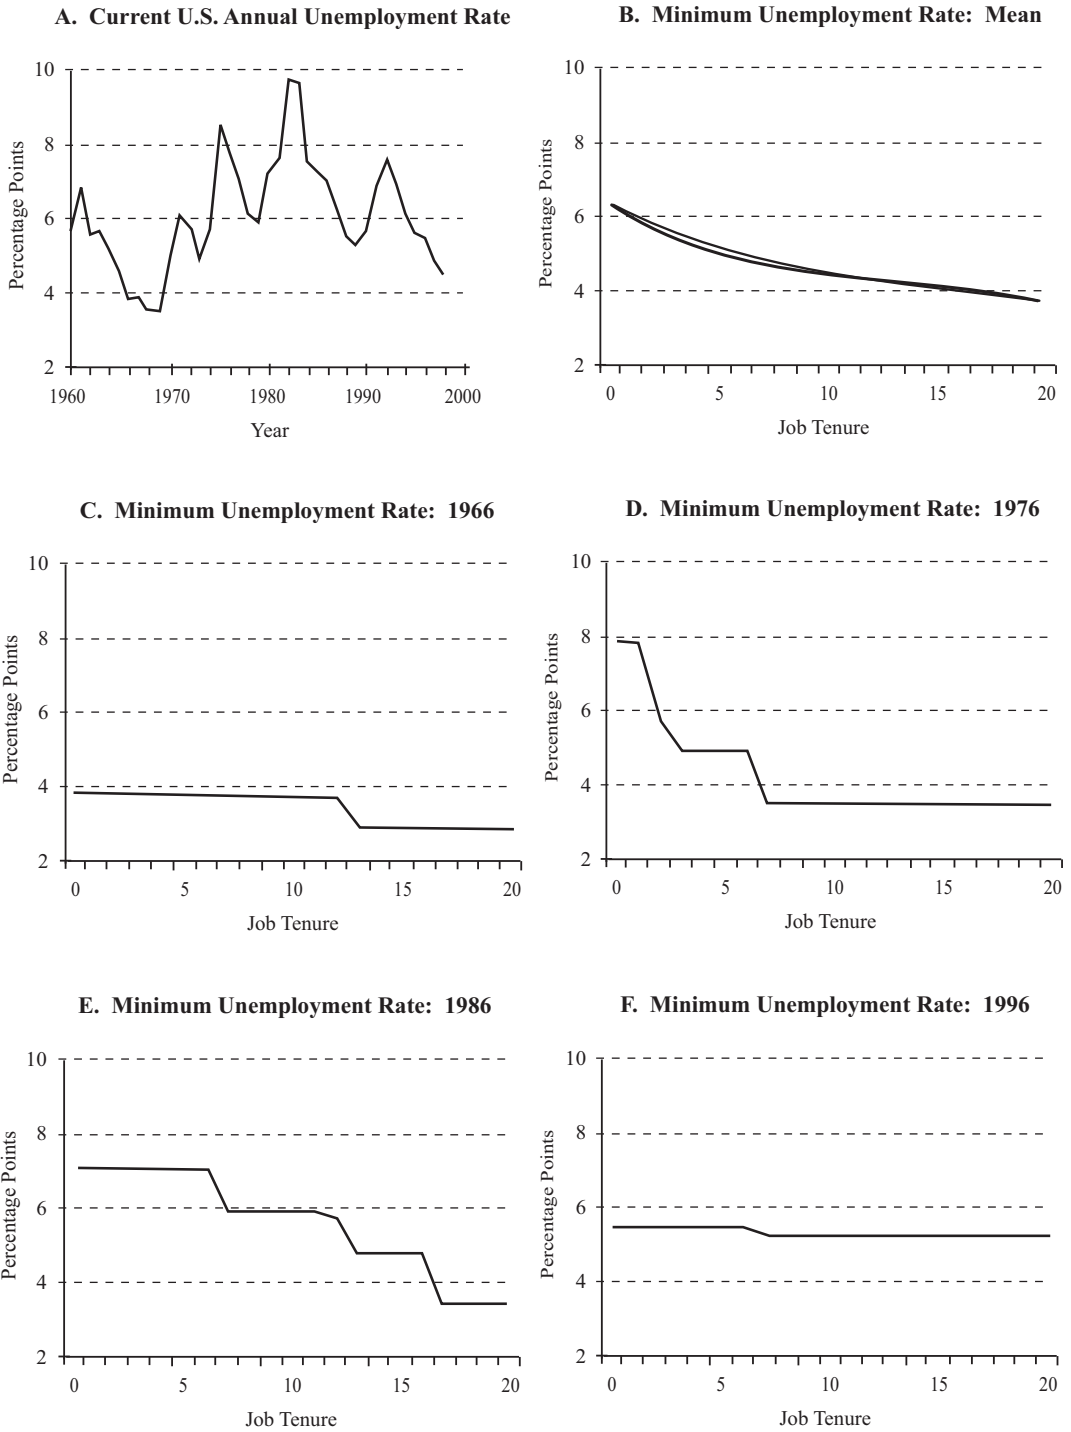 A. Current U.S. Annual Unemployment Rate
10
8
6
4
2
Percentage Points
1960 1970 1980 1990 2000
Year
B. Minimum Unemployment Rate: Mean
10
8
6
4
2
Percentage Points
0 5 10 15 20
Job Tenure
C. Minimum Unemployment Rate: 1966
10
8
6
4
2
Percentage Points
0 5 10 15 20
Job Tenure
D. Minimum Unemployment Rate: 1976
10
8
6
4
2
Percentage Points
0 5 10 15 20
Job Tenure
E. Minimum Unemployment Rate: 1986
10
8
6
4
2
Percentage Points
0 5 10 15 20
Job Tenure
F. Minimum Unemployment Rate: 1996
10
8
6
4
2
Percentage Points
0 5 10 15 20
Job Tenure